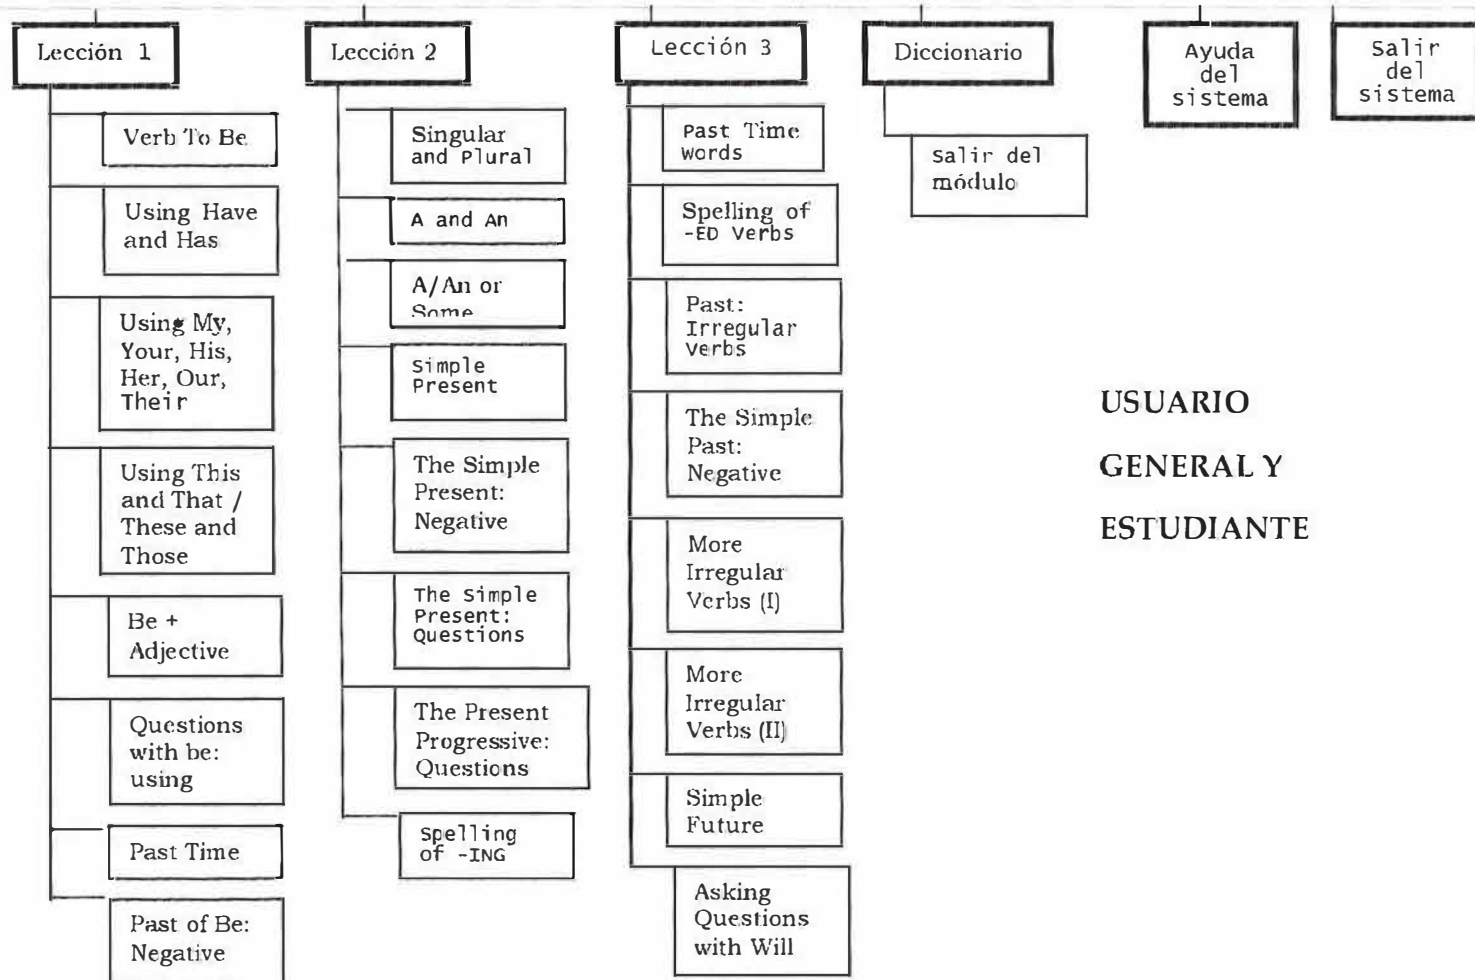 Lección 1
Verb To Be
Using Have
and Has
Using My,
Your, His,
Her, Our,
Their
Using This
and That /
These and
Those
Be +
Adjective
Questions
with be:
using
Past Time
Past of Be:
Negative
Lección 2
Singular
and Plural
A and An
A/An or
Some
Simple
Present
The Simple
Present:
Negative
The Simple
Present:
Questions
The Present
Progressive:
Questions
Spelling
of -ING
Lección 3
Past Time
words
Spelling of
-ED Verbs
Past:
Irregular
Verbs
The Simple
Past:
Negative
More
Irregular
Verbs (I)
More
Irregular
Verbs (II)
Simple
Future
Asking
Questions
with Will
Diccionario
Salir del
módulo
Ayuda
del
sistema
Salir
del
sistema
USUARIO
GENERAL Y
ESTUDIANTE